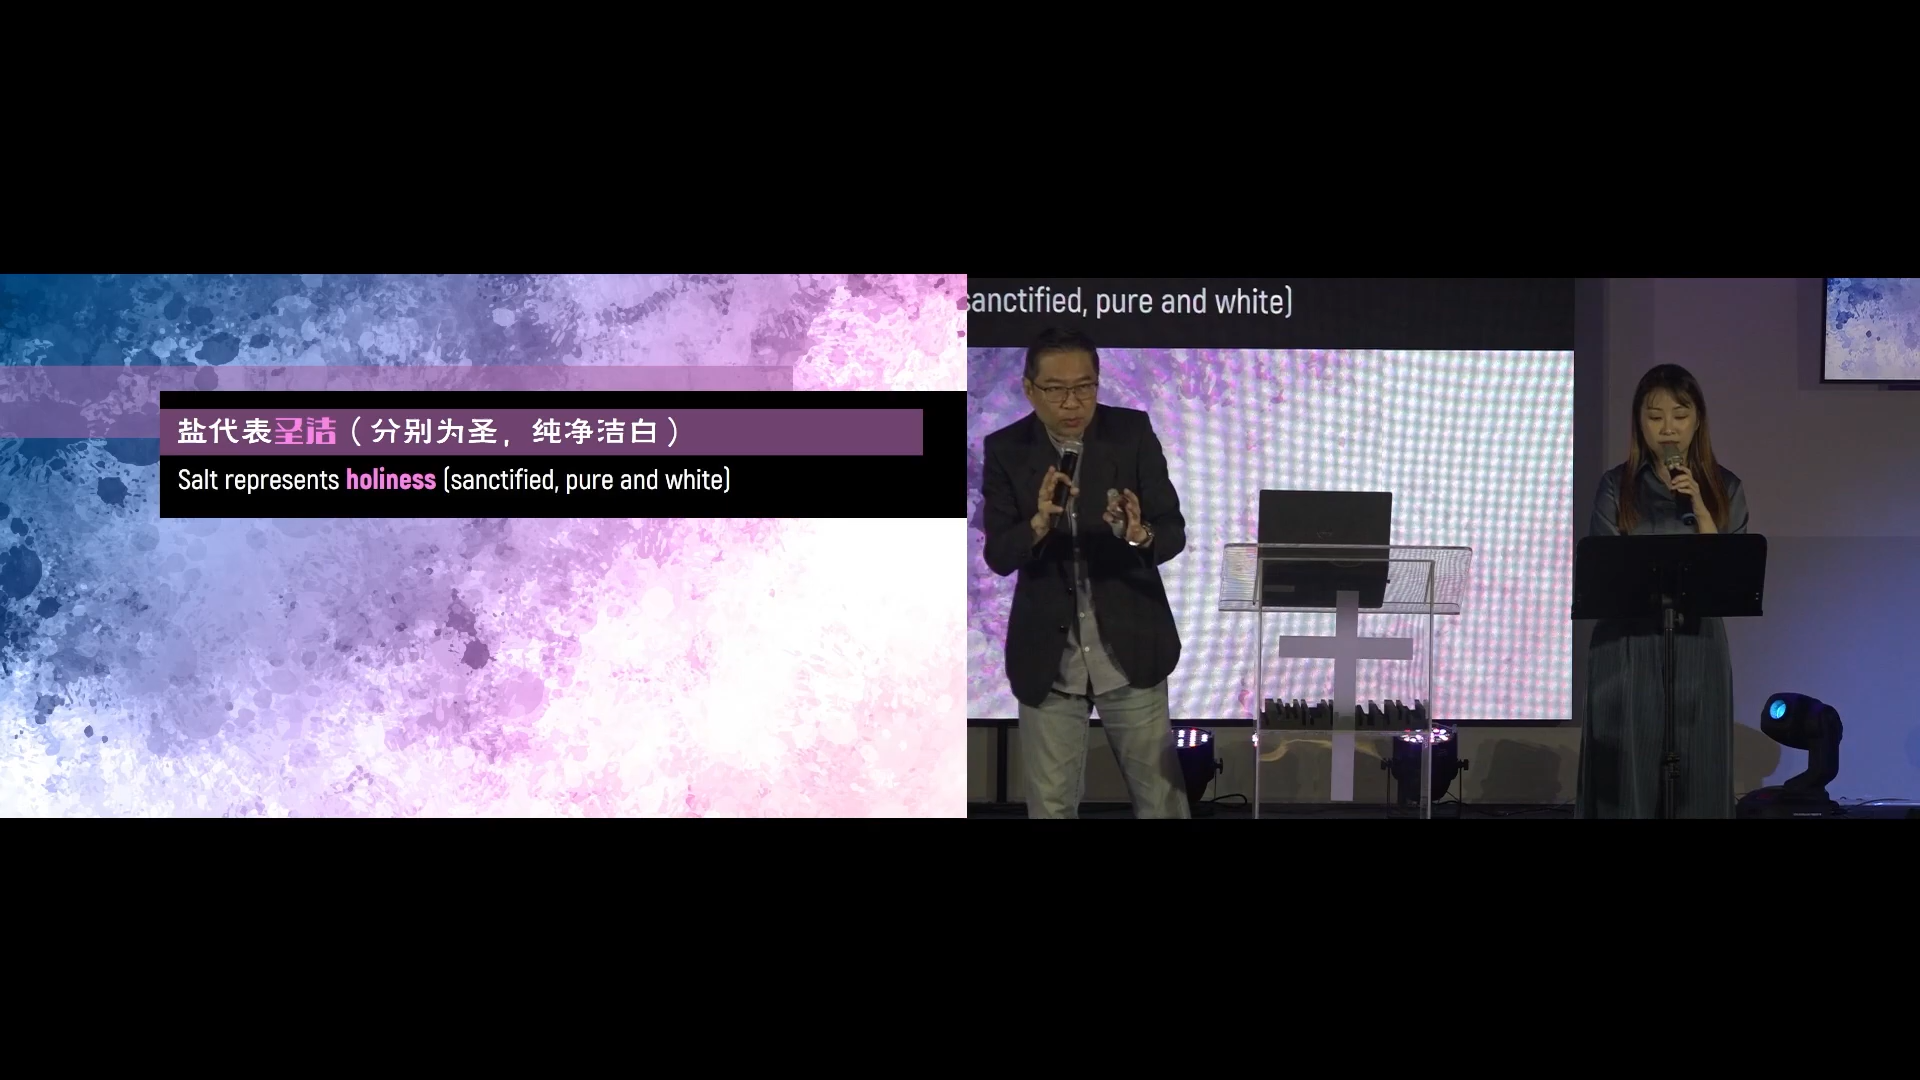 盐代表圣洁（分别为圣，纯净洁白）
Salt represents holiness (sanctified, pure and white)
sanctified, pure and white)